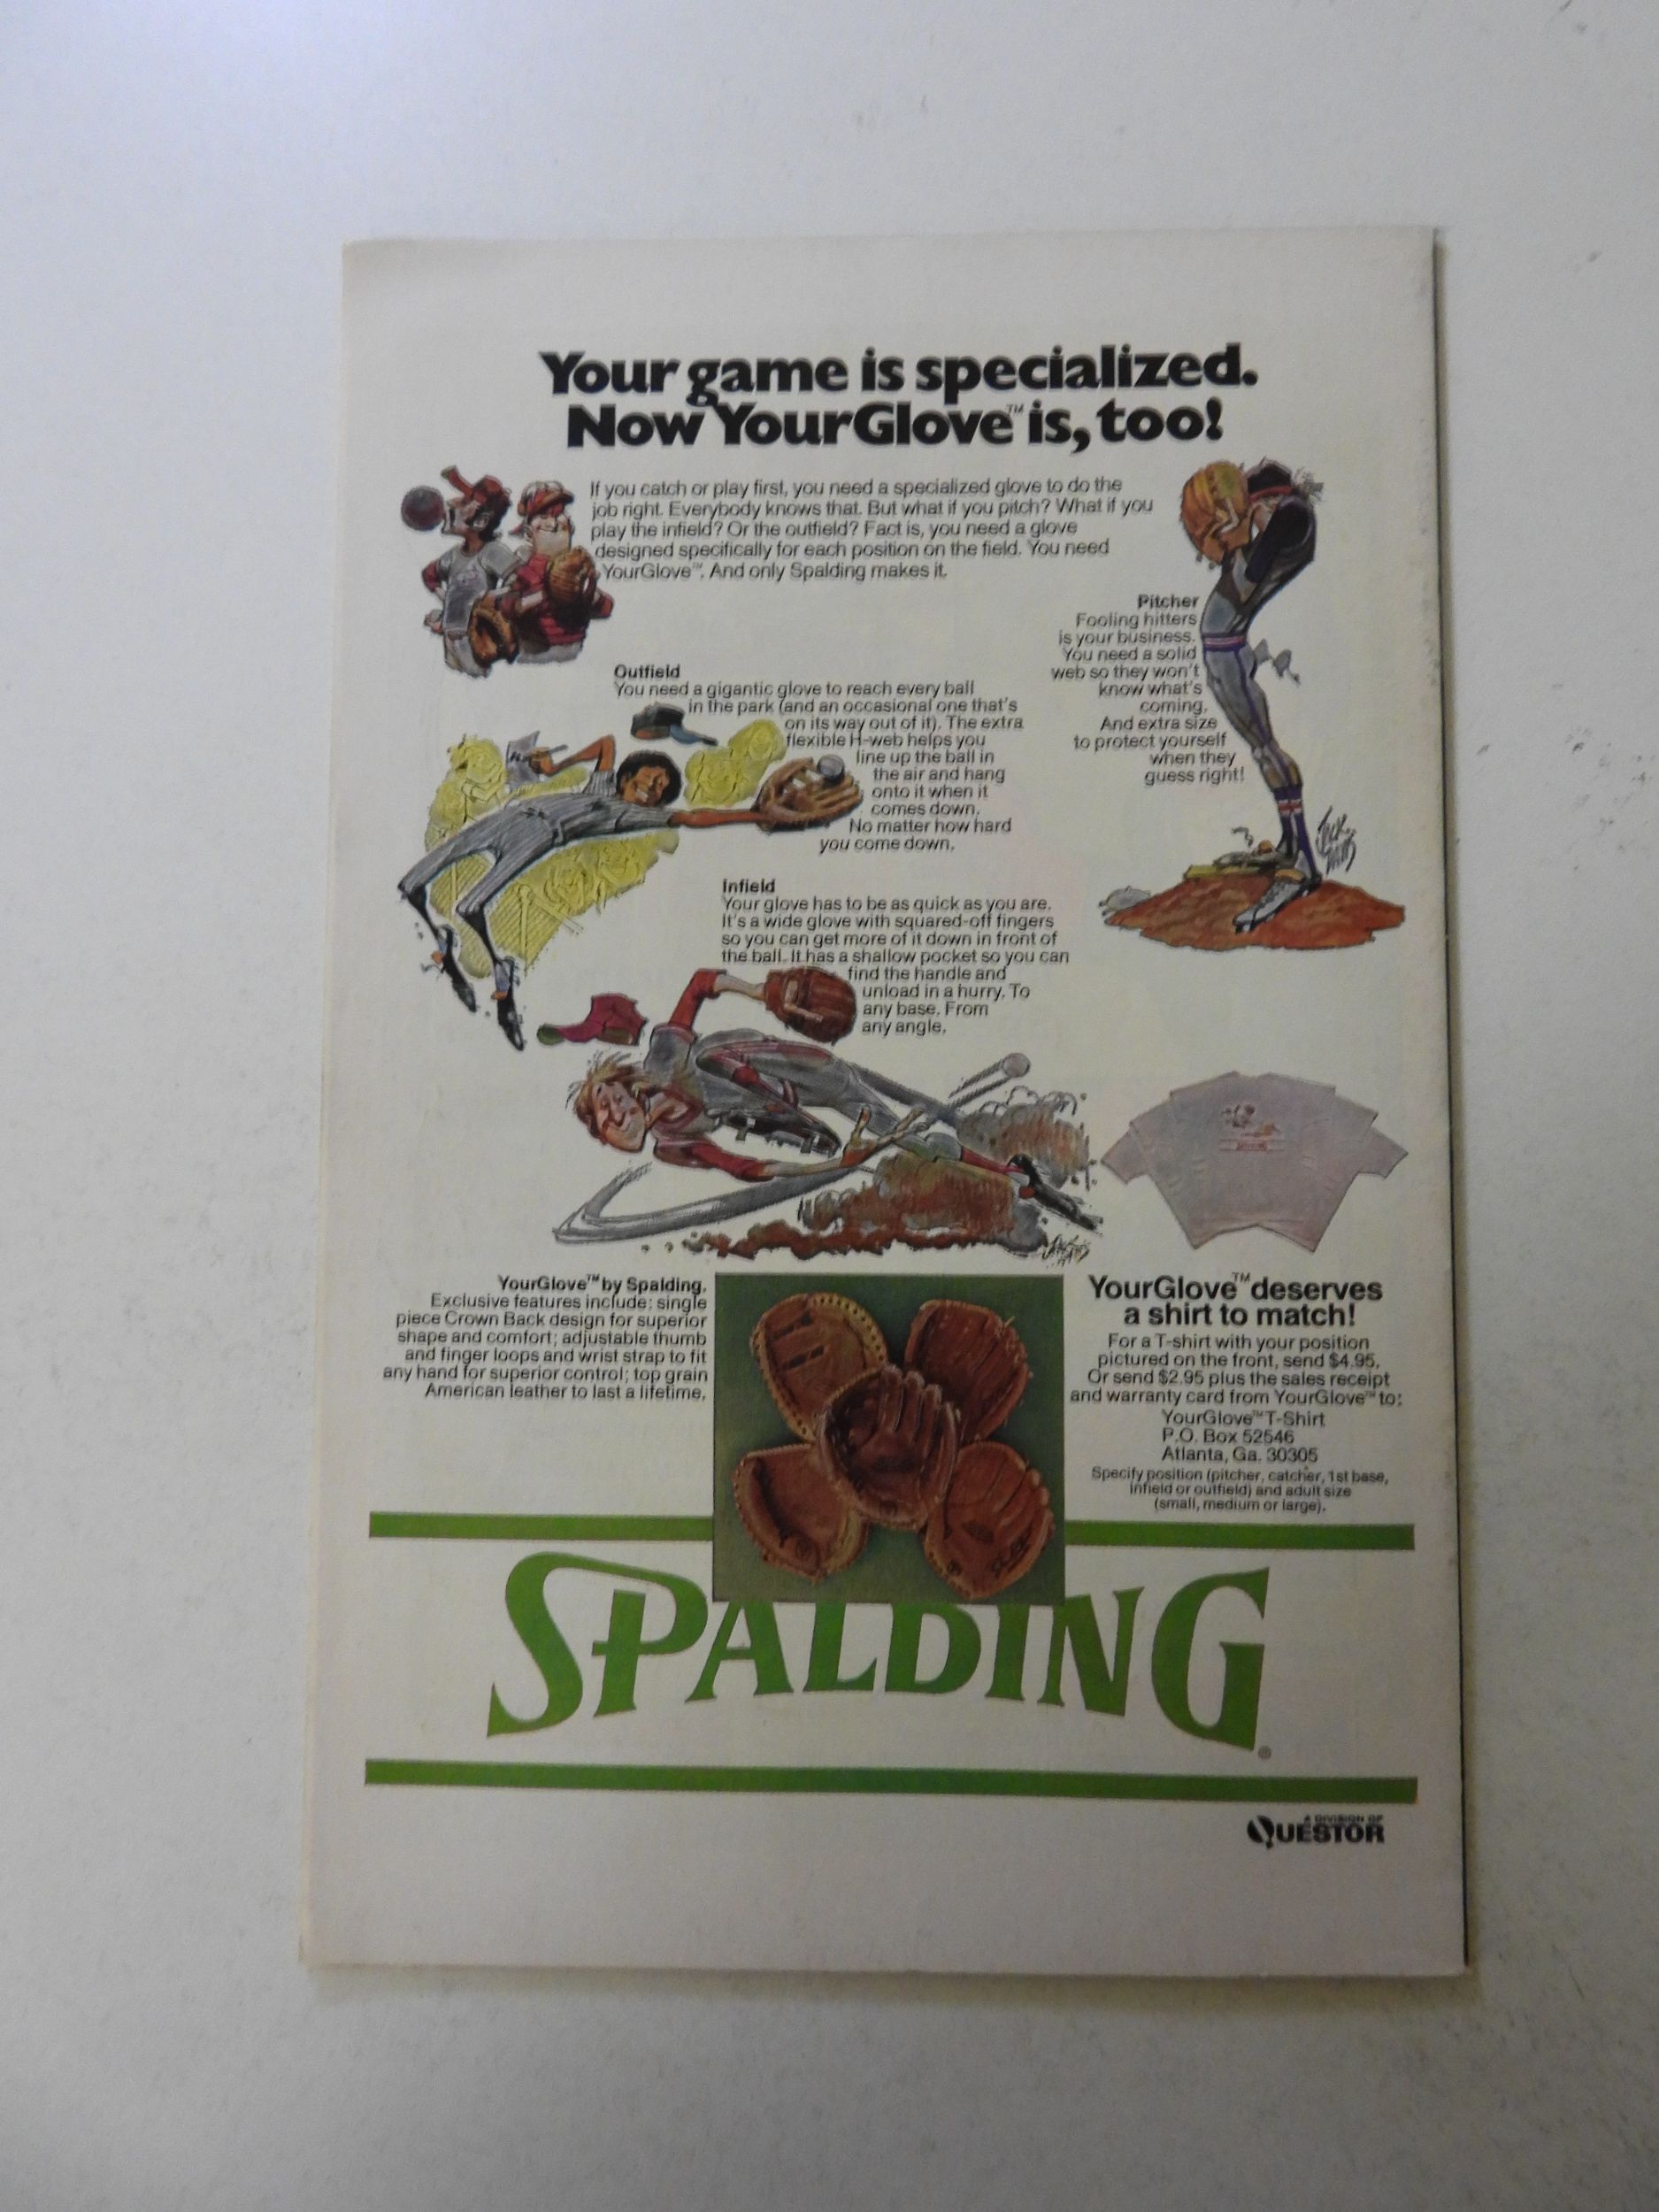 Your game is specialized.
Now YourGlove™ is, too!
If you catch or play first, you need a specialized glove to do the
job right. Everybody knows that. But what if you pitch? What if you
play the infield? Or the outfield? Fact is, you need a glove
designed specifically for each position on the field. You need
YourGlove™. And only Spalding makes it.
Pitcher
Fooling hitters
is your business.
You need a solid
web so they won't
know what's
coming.
And extra size
to protect yourself
when they
guess right!
Outfield
You need a gigantic glove to reach every ball
in the park (and an occasional one that's
on its way out of it). The extra
flexible H-web helps you
line up the ball in
the air and hang
onto it when it
comes down.
No matter how hard
you come down.
Jack
Davis
Infield
Your glove has to be as quick as you are.
It's a wide glove with squared-off fingers
so you can get more of it down in front of
the ball. It has a shallow pocket so you can
find the handle and
unload in a hurry. To
any base. From
any angle.
Jack Davis
YourGlove™ by Spalding.
Exclusive features include: single
piece Crown Back design for superior
shape and comfort; adjustable thumb
and finger loops and wrist strap to fit
any hand for superior control; top grain
American leather to last a lifetime.
YourGlove™ deserves
a shirt to match!
For a T-shirt with your position
pictured on the front, send $4.95.
Or send $2.95 plus the sales receipt
and warranty card from YourGlove™ to:
YourGlove™ T-Shirt
P.O. Box 52546
Atlanta, Ga. 30305
Specify position (pitcher, catcher, 1st base,
infield or outfield) and adult size
(small, medium or large).
SPALDING®
A DIVISION OF
QUESTOR